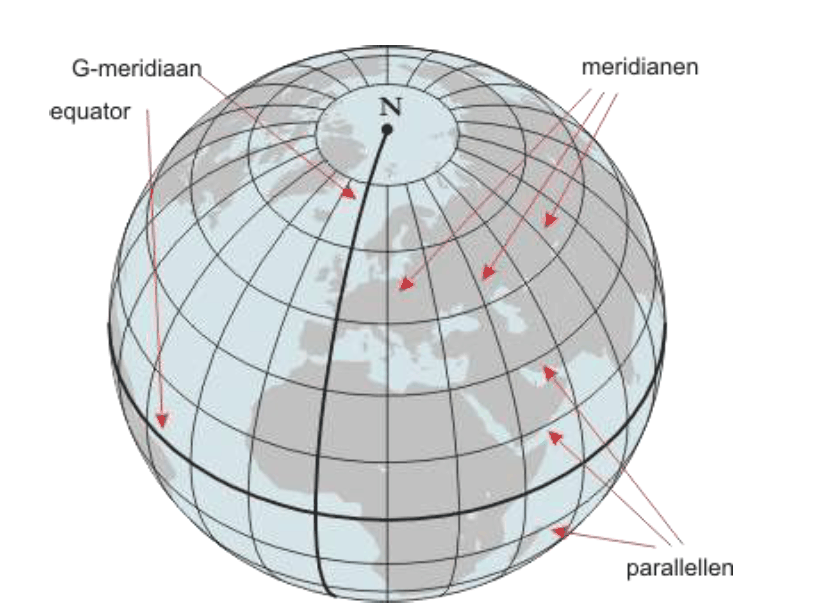 G-meridiaan
meridianen
equator
N
parallellen